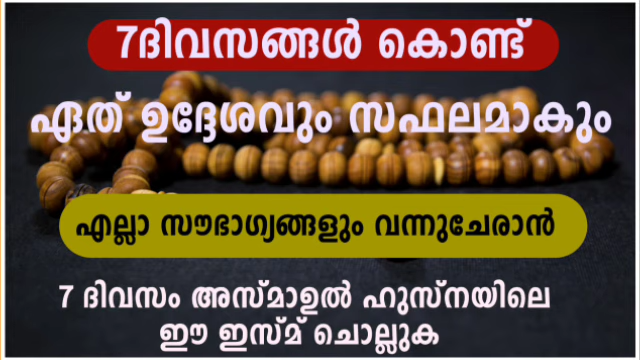 7ദിവസങ്ങൾ കൊണ്ട്
ഏത് ഉദ്ദേശവും സഫലമാകും
എല്ലാ സൗഭാഗ്യങ്ങളും വന്നുചേരാൻ
7 ദിവസം അസ്മാഉൽ ഹുസ്നയിലെ
ഈ ഇസ്മ് ചൊല്ലുക